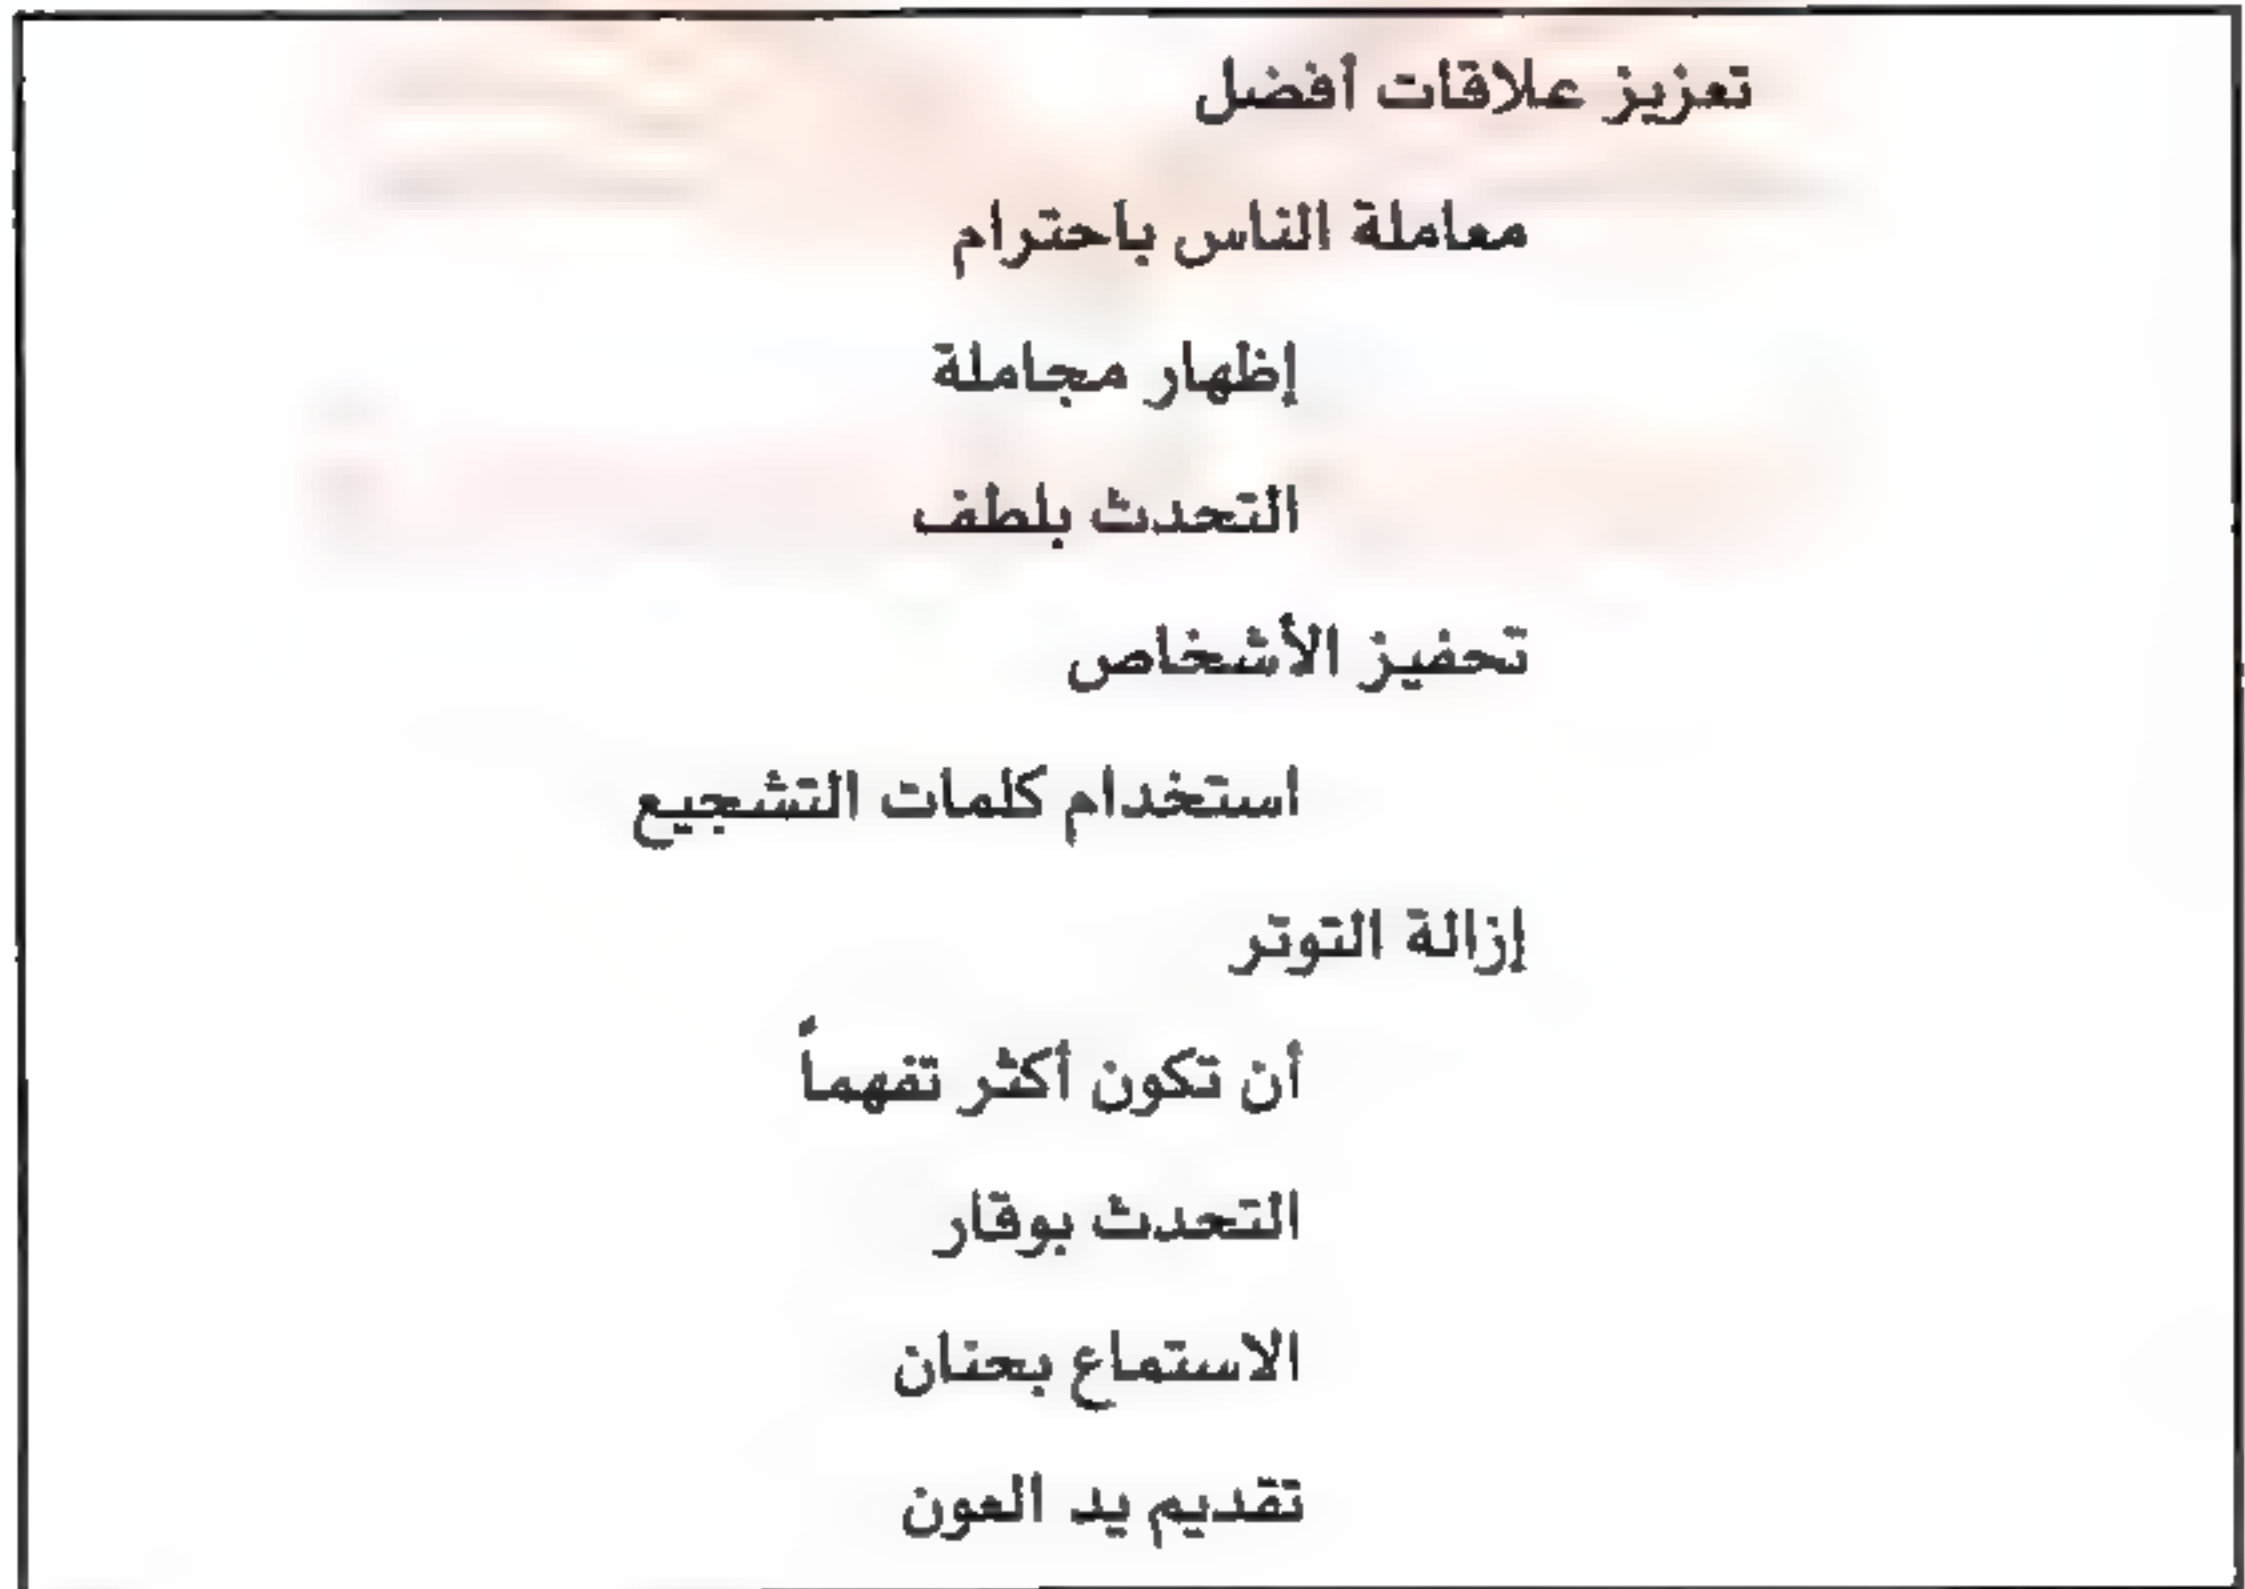 تعزيز علاقات أفضل
معاملة الناس باحترام
إظهار مجاملة
التحدث بلطف
تحفيز الأشخاص
استخدام كلمات التشجيع
إزالة التوتر
أن تكون أكثر تفهماً
التحدث بوقار
الاستماع بحنان
تقديم يد العون